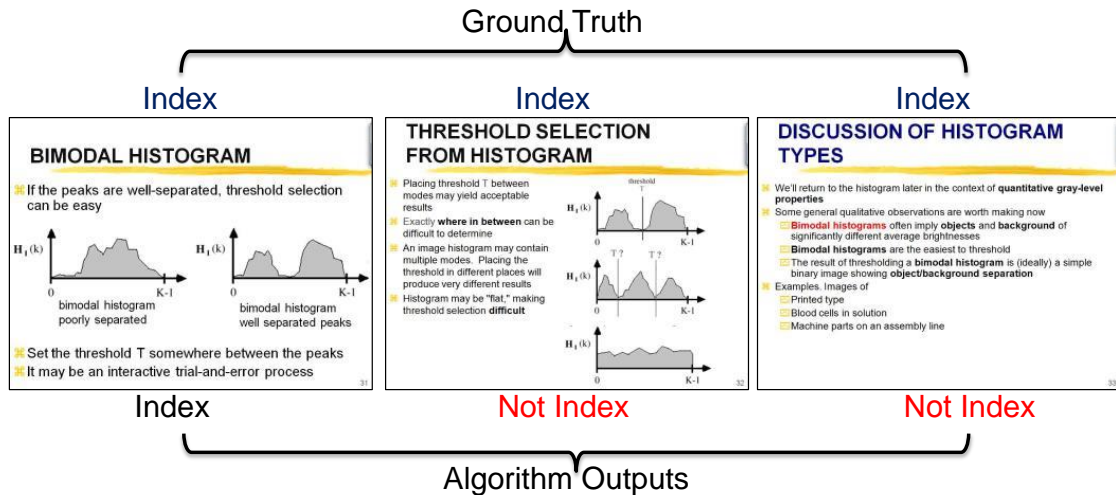 Ground Truth
Index
Index
Index
BIMODAL HISTOGRAM
If the peaks are well-separated, threshold selection
can be easy
H_I(k)
0
K-1
bimodal histogram
poorly separated
H_I(k)
0
K-1
bimodal histogram
well separated peaks
Set the threshold T somewhere between the peaks
It may be an interactive trial-and-error process
31
THRESHOLD SELECTION
FROM HISTOGRAM
Placing threshold T between
modes may yield acceptable
results
Exactly where in between can be
difficult to determine
An image histogram may contain
multiple modes. Placing the
threshold in different places will
produce very different results
Histogram may be "flat," making
threshold selection difficult
threshold
T
H_I(k)
0
K-1
T ?
T ?
H_I(k)
0
K-1
H_I(k)
0
K-1
32
DISCUSSION OF HISTOGRAM
TYPES
We'll return to the histogram later in the context of quantitative gray-level
properties
Some general qualitative observations are worth making now
Bimodal histograms often imply objects and background of
significantly different average brightnesses
Bimodal histograms are the easiest to threshold
The result of thresholding a bimodal histogram is (ideally) a simple
binary image showing object/background separation
Examples. Images of
Printed type
Blood cells in solution
Machine parts on an assembly line
33
Index
Not Index
Not Index
Algorithm Outputs